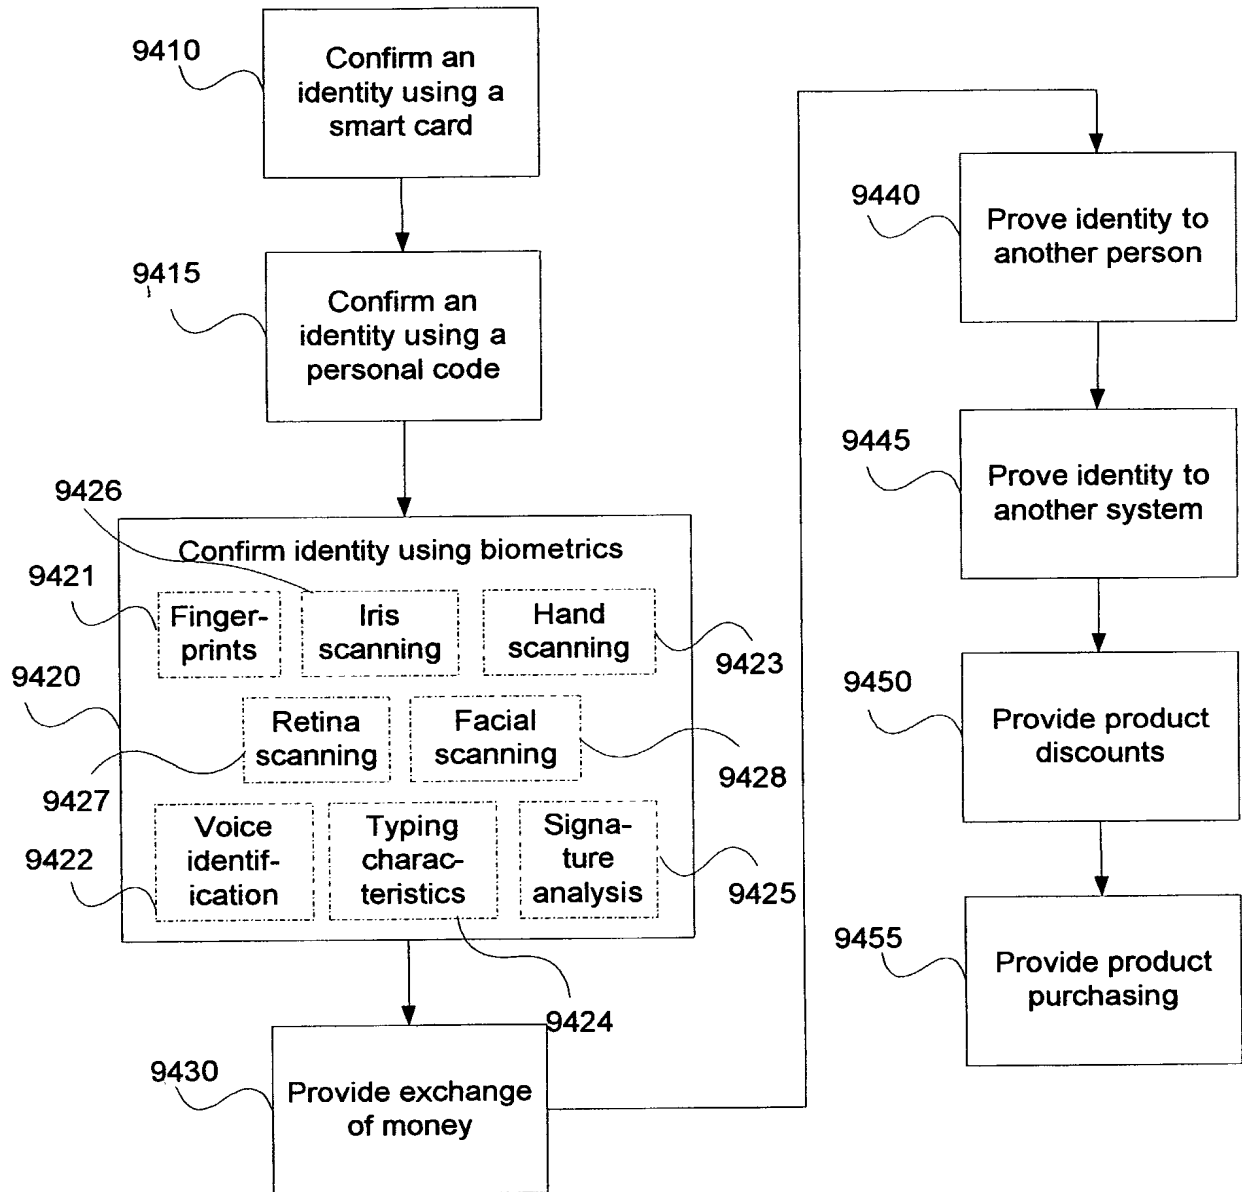 9410
Confirm an
identity using a
smart card
9415
Confirm an
identity using a
personal code
9426
Confirm identity using biometrics
9421
Finger-
prints
Iris
scanning
Hand
scanning
9423
9420
Retina
scanning
Facial
scanning
9427
9428
Voice
identif-
ication
Typing
charac-
teristics
Signa-
ture
analysis
9422
9425
9424
9430
Provide exchange
of money
9440
Prove identity to
another person
9445
Prove identity to
another system
9450
Provide product
discounts
9455
Provide product
purchasing